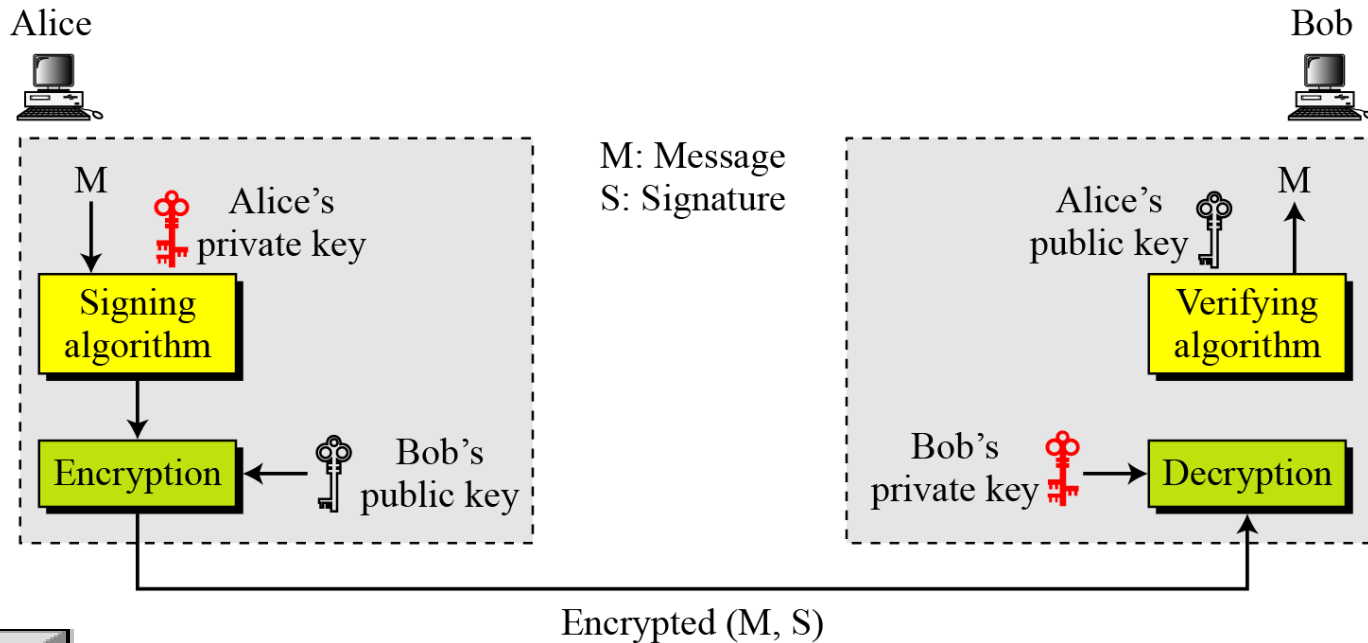 Alice
Bob
M: Message
S: Signature
M
Alice’s
private key
Signing
algorithm
Encryption
Bob’s
public key
Alice’s
public key
M
Verifying
algorithm
Bob’s
private key
Decryption
Encrypted (M, S)